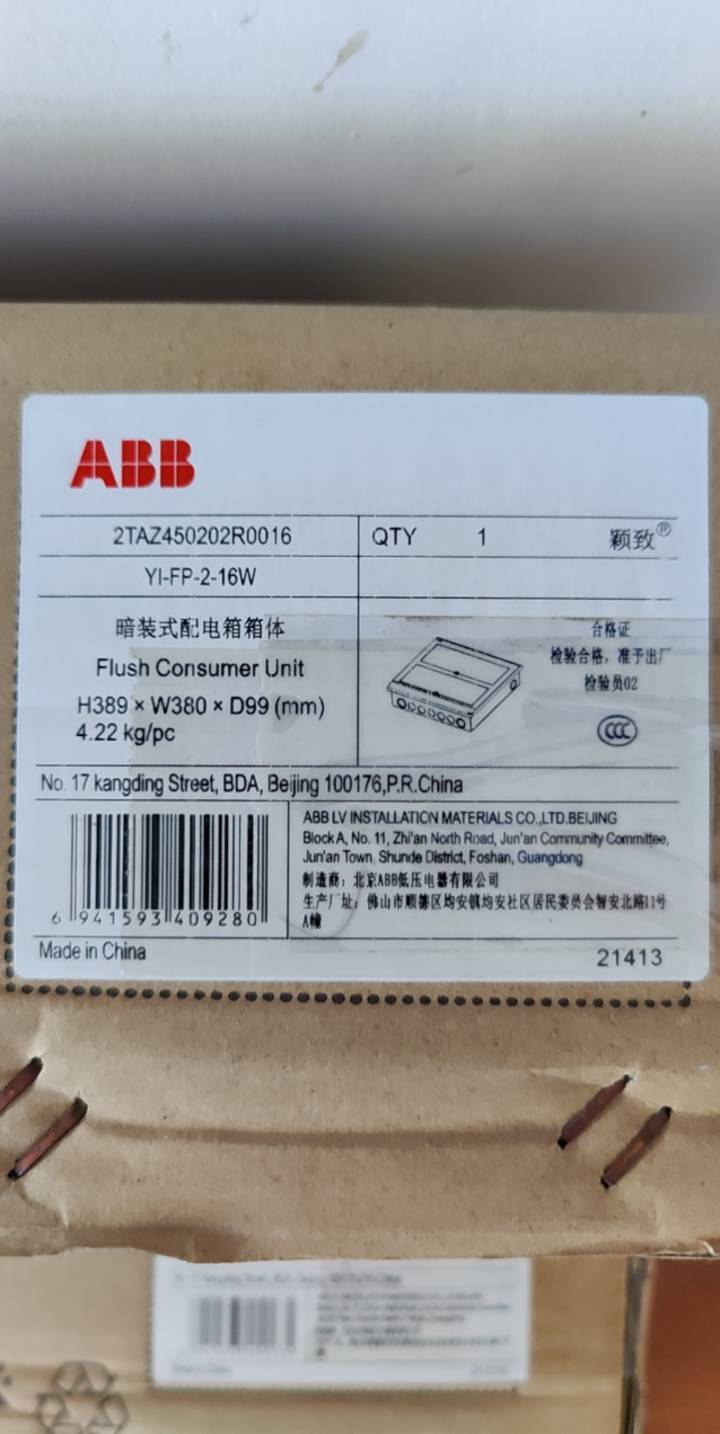 ABB
2TAZ450202R0016 QTY 1 颖致®
YI-FP-2-16W
暗装式配电箱箱体
Flush Consumer Unit
H389 × W380 × D99 (mm)
4.22 kg/pc
合格证
检验合格，准予出厂
检验员02
CCC
No. 17 kangding Street, BDA, Beijing 100176,P.R.China
ABB LV INSTALLATION MATERIALS CO.,LTD.BEIJING
Block A, No. 11, Zhi'an North Road, Jun'an Community Committee,
Jun'an Town, Shunde District, Foshan, Guangdong
制造商：北京ABB低压电器有限公司
生产厂址：佛山市顺德区均安镇均安社区居民委员会智安北路11号
A幢
6 941593 409280
Made in China 21413